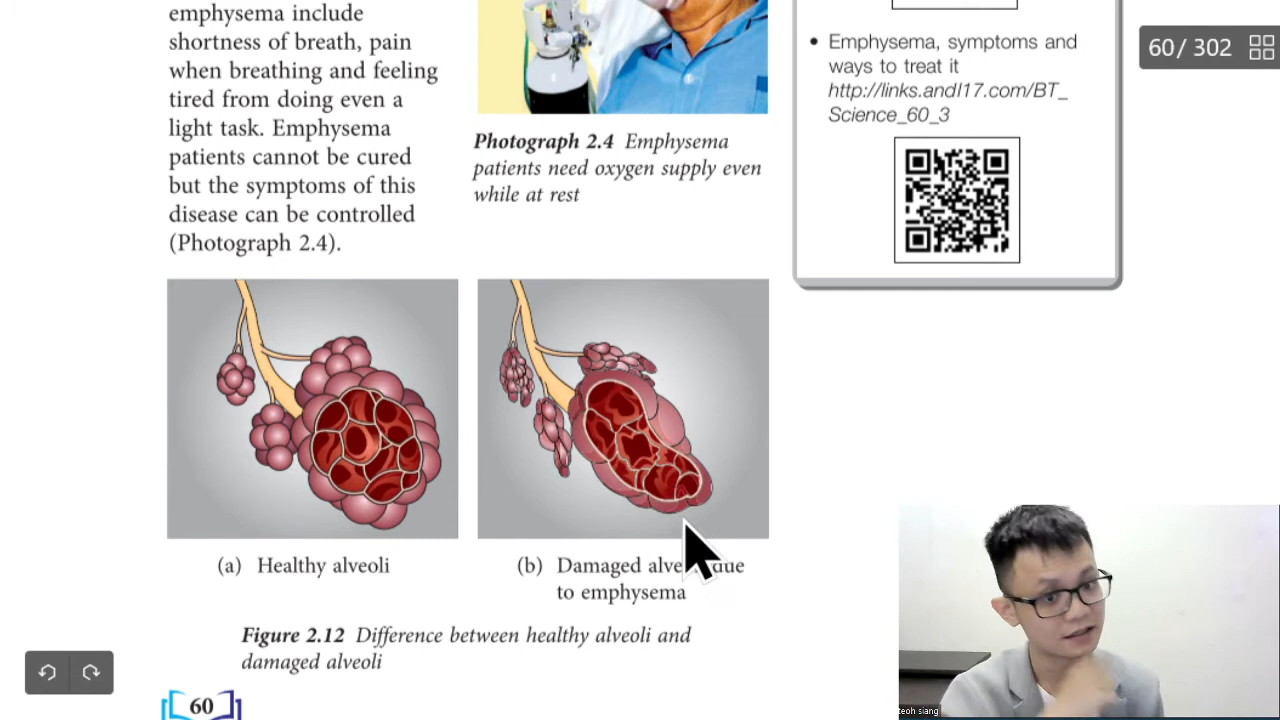 emphysema include
shortness of breath, pain
when breathing and feeling
tired from doing even a
light task. Emphysema
patients cannot be cured
but the symptoms of this
disease can be controlled
(Photograph 2.4).
Photograph 2.4 Emphysema
patients need oxygen supply even
while at rest
• Emphysema, symptoms and
ways to treat it
http://links.andl17.com/BT_
Science_60_3
60/ 302
(a) Healthy alveoli
(b) Damaged due
to emphysema
Figure 2.12 Difference between healthy alveoli and
damaged alveoli
60
teoh siang